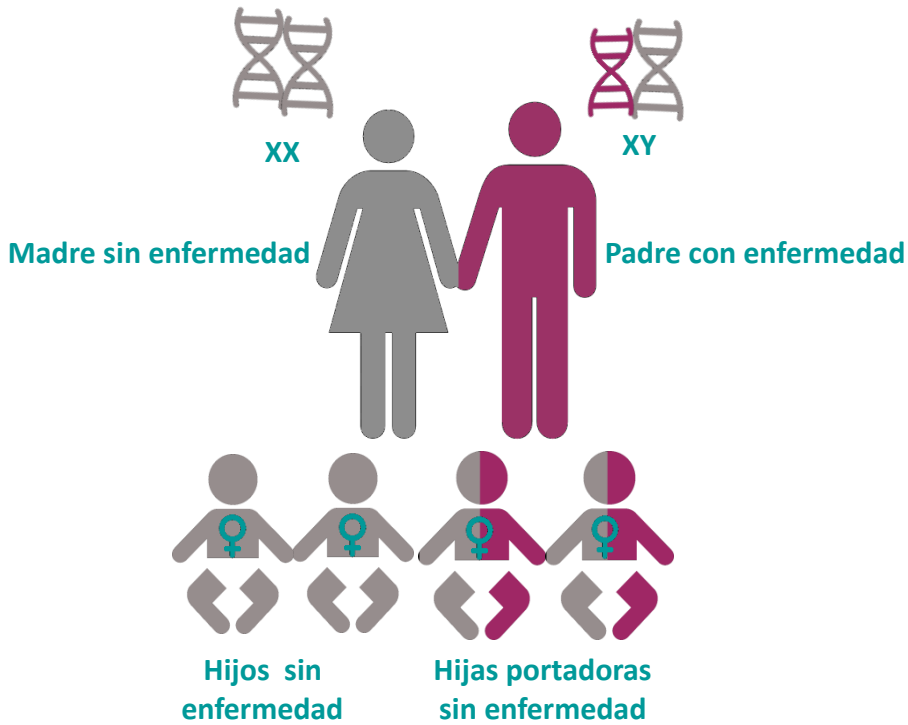 XX
XY
Madre sin enfermedad
Padre con enfermedad
Hijos sin
enfermedad
Hijas portadoras
sin enfermedad